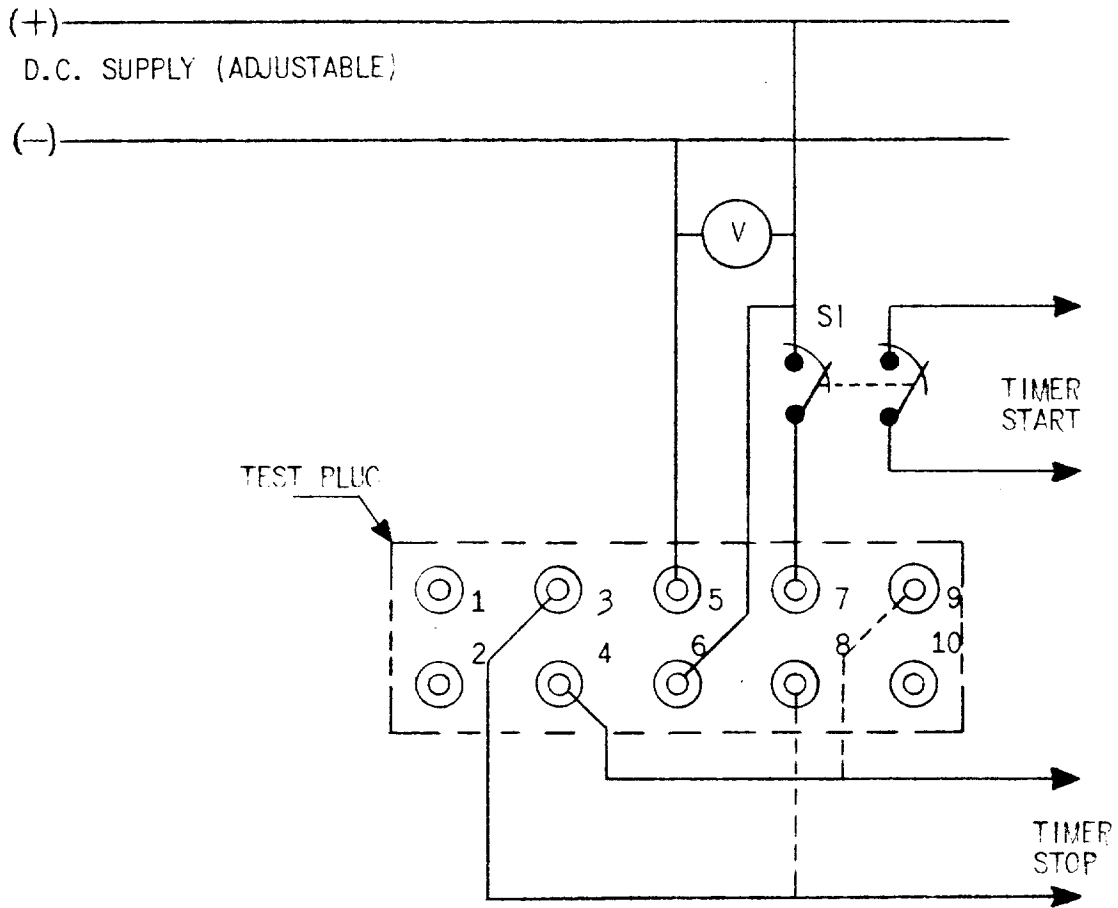 (+)
D.C. SUPPLY (ADJUSTABLE)
(-)
V
S1
TIMER
START
TEST PLUG
1 3 5 7 9
2 4 6 8 10
TIMER
STOP